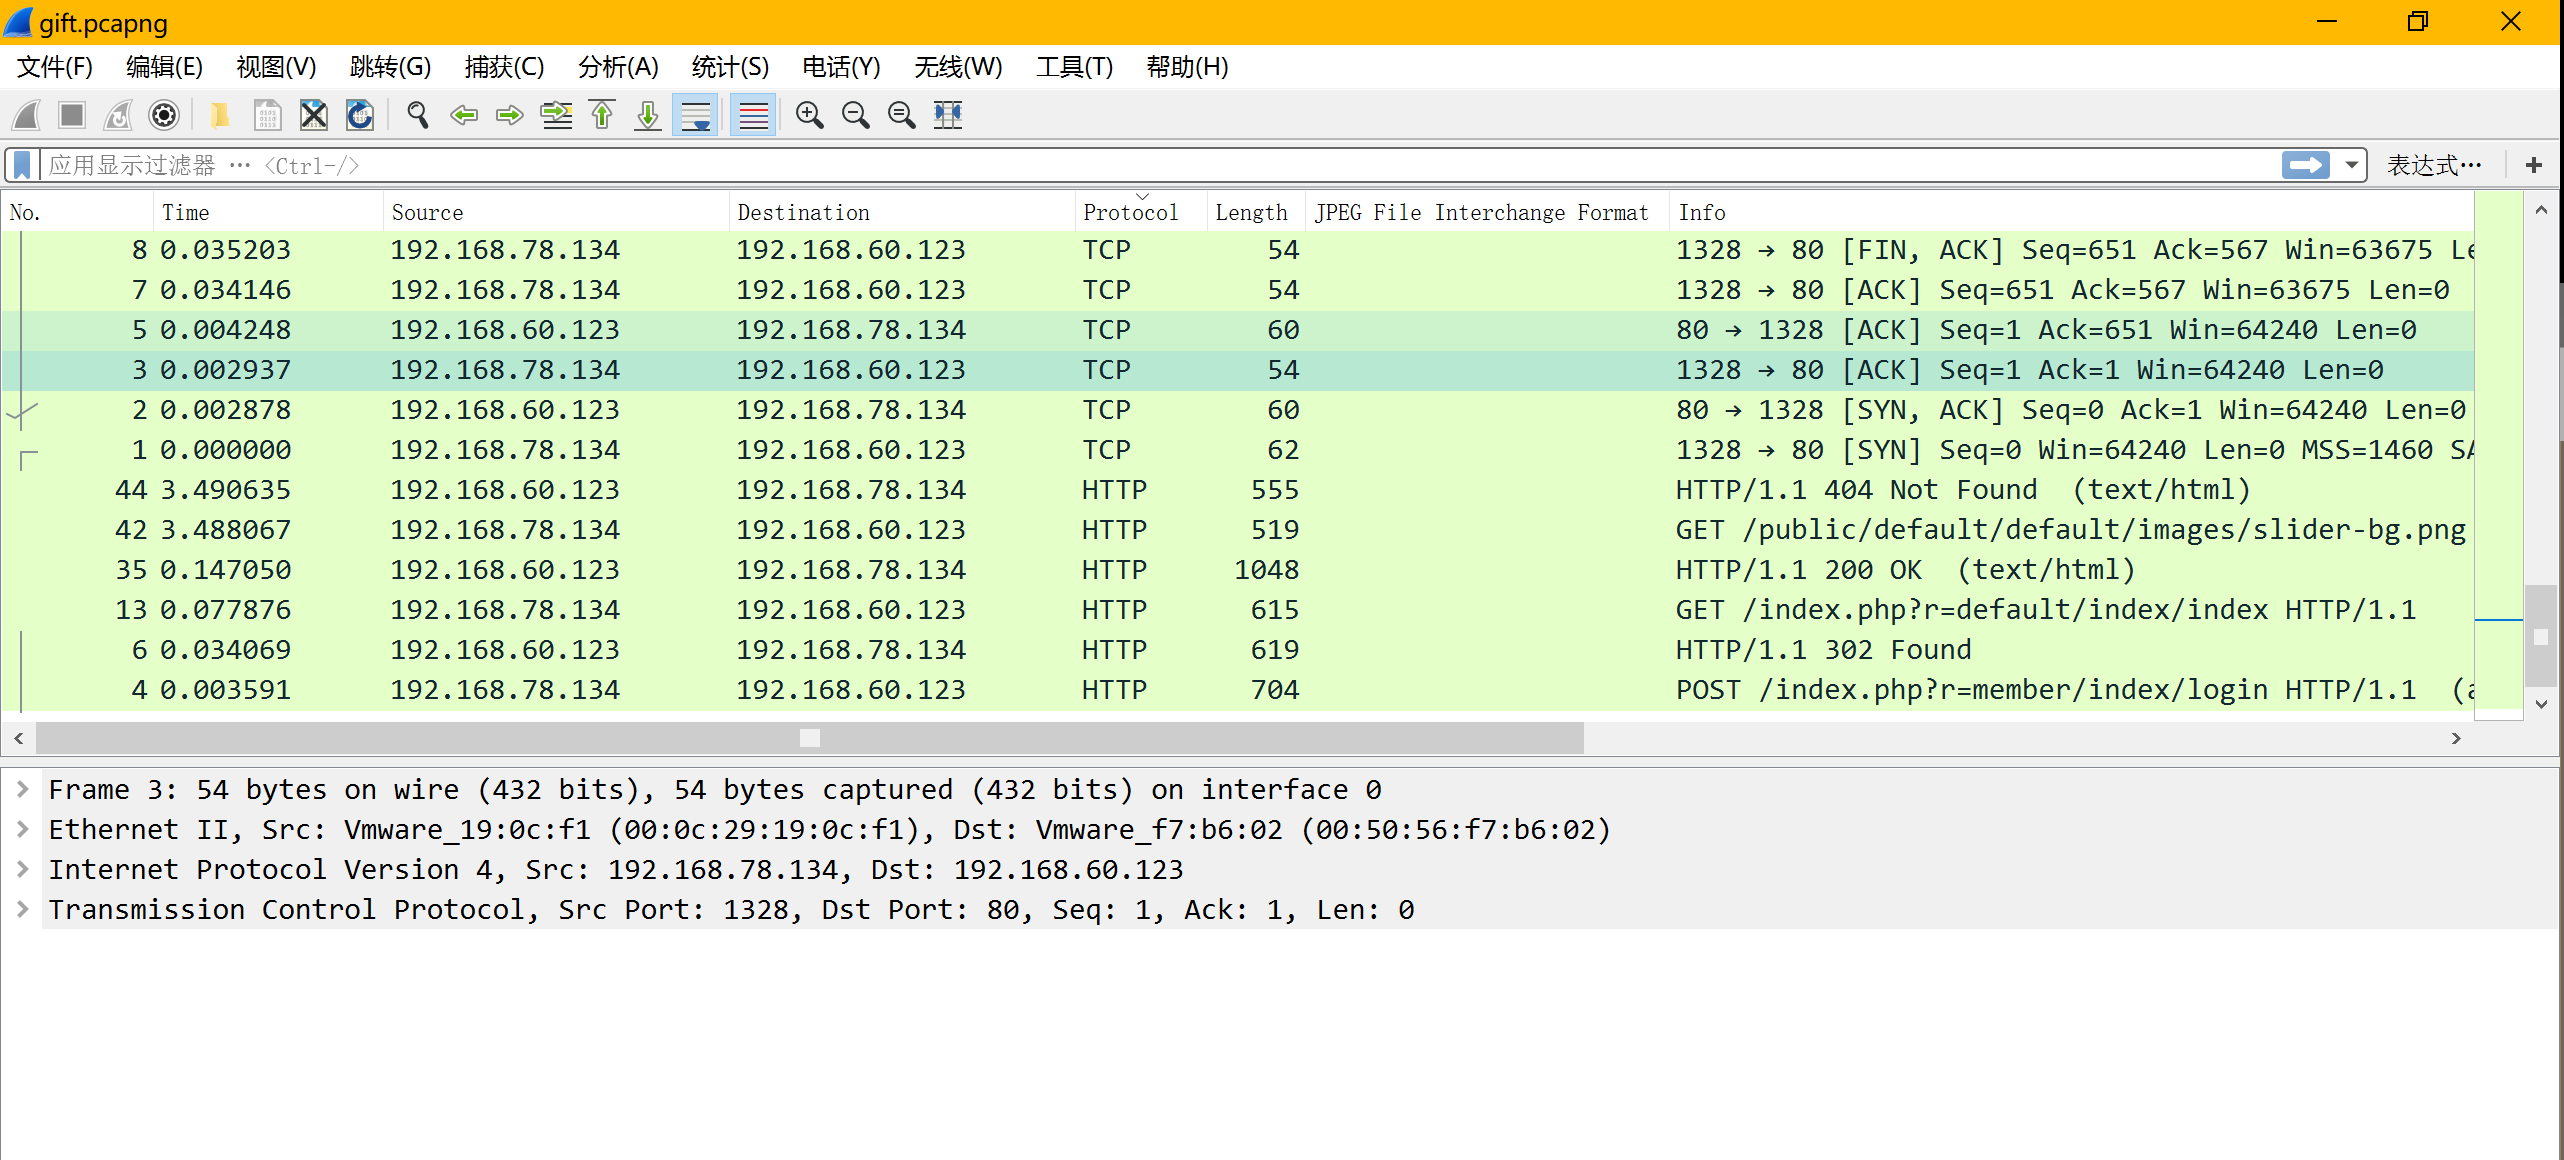 gift.pcapng
文件(F) 编辑(E) 视图(V) 跳转(G) 捕获(C) 分析(A) 统计(S) 电话(Y) 无线(W) 工具(T) 帮助(H)
应用显示过滤器 … <Ctrl-/> 表达式… +
No. Time Source Destination Protocol Length JPEG File Interchange Format Info
8 0.035203 192.168.78.134 192.168.60.123 TCP 54 1328 → 80 [FIN, ACK] Seq=651 Ack=567 Win=63675
7 0.034146 192.168.78.134 192.168.60.123 TCP 54 1328 → 80 [ACK] Seq=651 Ack=567 Win=63675 Len=0
5 0.004248 192.168.60.123 192.168.78.134 TCP 60 80 → 1328 [ACK] Seq=1 Ack=651 Win=64240 Len=0
3 0.002937 192.168.78.134 192.168.60.123 TCP 54 1328 → 80 [ACK] Seq=1 Ack=1 Win=64240 Len=0
2 0.002878 192.168.60.123 192.168.78.134 TCP 60 80 → 1328 [SYN, ACK] Seq=0 Ack=1 Win=64240 Len=0
1 0.000000 192.168.78.134 192.168.60.123 TCP 62 1328 → 80 [SYN] Seq=0 Win=64240 Len=0 MSS=1460
44 3.490635 192.168.60.123 192.168.78.134 HTTP 555 HTTP/1.1 404 Not Found (text/html)
42 3.488067 192.168.78.134 192.168.60.123 HTTP 519 GET /public/default/default/images/slider-bg.png
35 0.147050 192.168.60.123 192.168.78.134 HTTP 1048 HTTP/1.1 200 OK (text/html)
13 0.077876 192.168.78.134 192.168.60.123 HTTP 615 GET /index.php?r=default/index/index HTTP/1.1
6 0.034069 192.168.60.123 192.168.78.134 HTTP 619 HTTP/1.1 302 Found
4 0.003591 192.168.78.134 192.168.60.123 HTTP 704 POST /index.php?r=member/index/login HTTP/1.1
Frame 3: 54 bytes on wire (432 bits), 54 bytes captured (432 bits) on interface 0
Ethernet II, Src: Vmware_19:0c:f1 (00:0c:29:19:0c:f1), Dst: Vmware_f7:b6:02 (00:50:56:f7:b6:02)
Internet Protocol Version 4, Src: 192.168.78.134, Dst: 192.168.60.123
Transmission Control Protocol, Src Port: 1328, Dst Port: 80, Seq: 1, Ack: 1, Len: 0